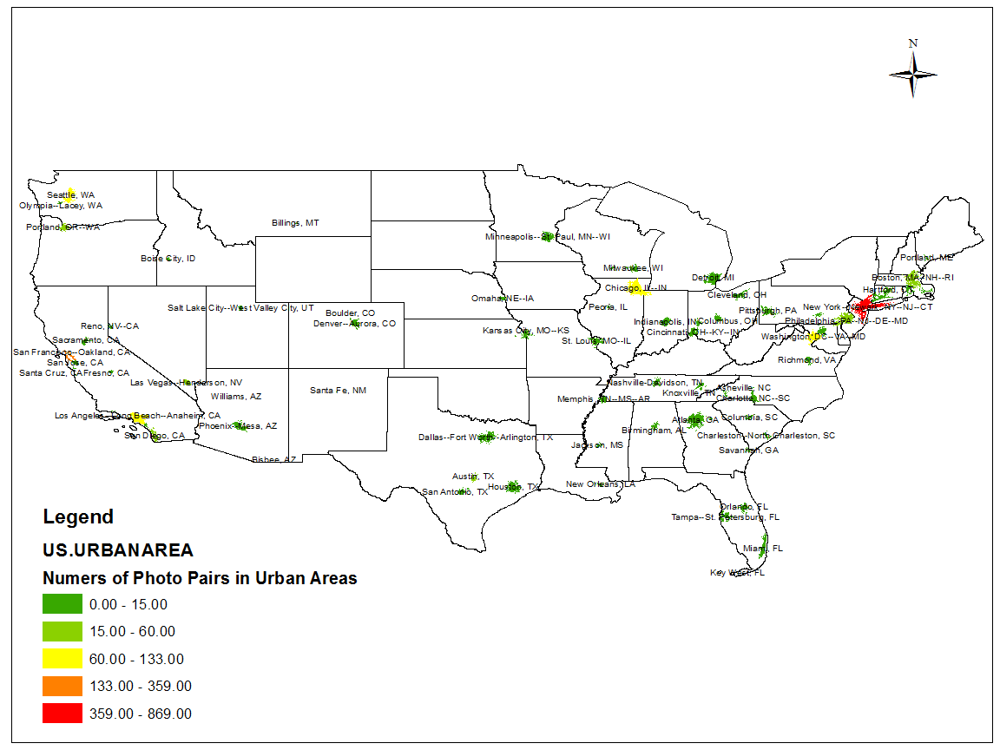 N
Seattle, WA
Olympia--Lacey, WA
Portland, OR--WA
Billings, MT
Minneapolis--St. Paul, MN--WI
Portland, ME
Boise City, ID
Milwaukee, WI
Detroit, MI
Boston, MA--NH--RI
Chicago, IL--IN
Cleveland, OH
Hartford, CT
Omaha, NE--IA
Salt Lake City--West Valley City, UT
Boulder, CO
Peoria, IL
Pittsburgh, PA
New York--Newark, NY--NJ--CT
Denver--Aurora, CO
Indianapolis, IN
Columbus, OH
Philadelphia, PA--NJ--DE--MD
Reno, NV--CA
Kansas City, MO--KS
Cincinnati, OH--KY--IN
Washington, DC--VA--MD
Sacramento, CA
St. Louis, MO--IL
San Francisco--Oakland, CA
San Jose, CA
Richmond, VA
Santa Cruz, CA
Fresno, CA
Las Vegas--Henderson, NV
Santa Fe, NM
Nashville-Davidson, TN
Asheville, NC
Williams, AZ
Memphis, TN--MS--AR
Knoxville, TN
Charlotte, NC--SC
Los Angeles--Long Beach--Anaheim, CA
Phoenix--Mesa, AZ
Atlanta, GA
Columbia, SC
San Diego, CA
Dallas--Fort Worth--Arlington, TX
Birmingham, AL
Charleston--North Charleston, SC
Jackson, MS
Savannah, GA
Bisbee, AZ
Austin, TX
San Antonio, TX
Houston, TX
New Orleans, LA
Orlando, FL
Tampa--St. Petersburg, FL
Miami, FL
Key West, FL
Legend
US.URBANAREA
Numers of Photo Pairs in Urban Areas
0.00 - 15.00
15.00 - 60.00
60.00 - 133.00
133.00 - 359.00
359.00 - 869.00